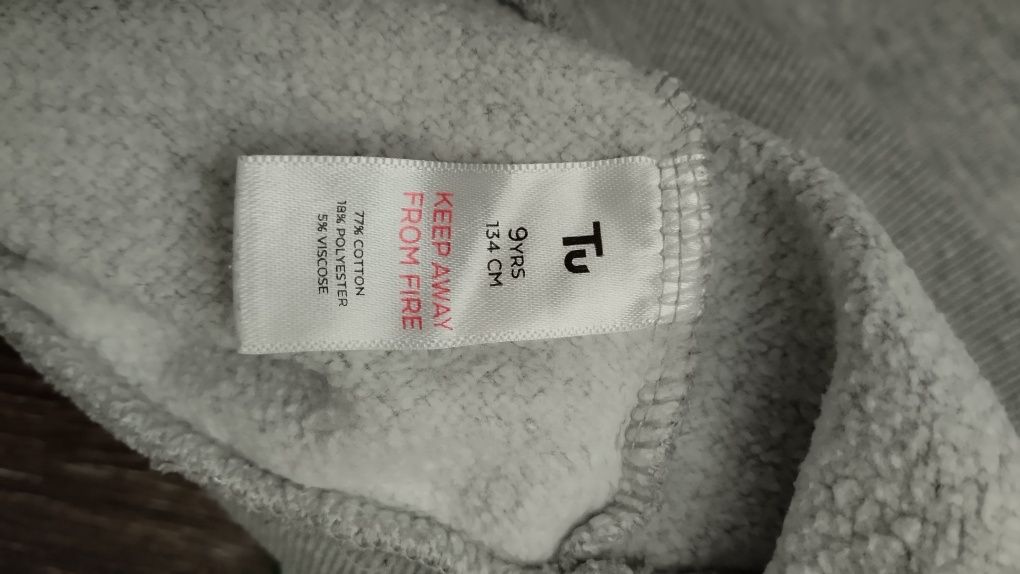 Tu
9YRS
134 CM
KEEP AWAY
FROM FIRE
77% COTTON
18% POLYESTER
5% VISCOSE